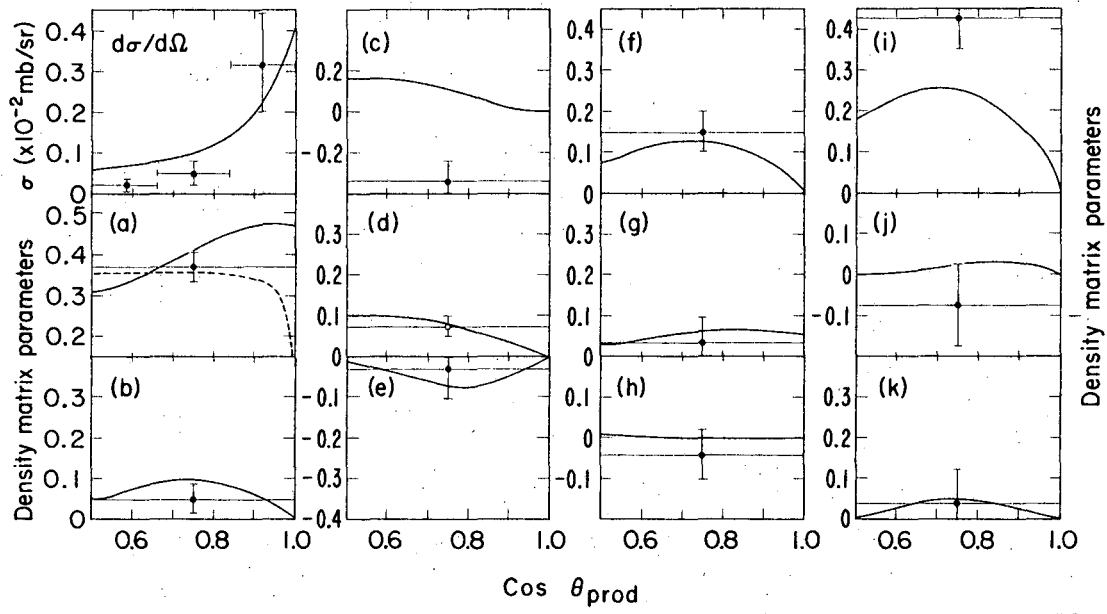 dσ/dΩ
(c)
(f)
(i)
0.4
0.3
0.2
0.1
0
0.2
0
-0.2
0.4
0.3
0.2
0.1
0
0.4
0.3
0.2
0.1
0
σ (x10⁻² mb/sr)
(a)
(d)
(g)
(j)
0.5
0.4
0.3
0.3
0.2
0.1
0
0.3
0.2
0.1
0
0.1
0
-0.1
(b)
(e)
(h)
(k)
0.3
0.2
0.1
0
-0.1
-0.2
-0.3
-0.4
0.1
0
-0.1
0.3
0.2
0.1
0
Density matrix parameters
Density matrix parameters
0.6 0.8 1.0
0.6 0.8 1.0
0.6 0.8 1.0
0.6 0.8 1.0
Cos θprod